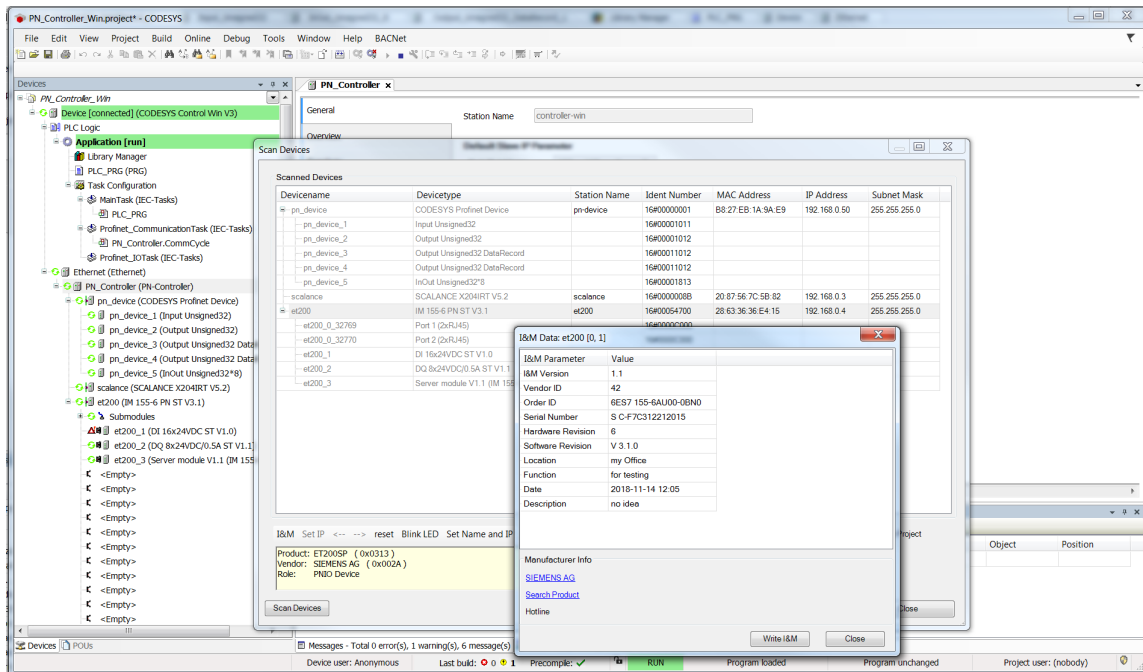 PN_Controller_Win.project* - CODESYS
File Edit View Project Build Online Debug Tools Window Help BACNet
Devices
PN_Controller_Win
Device [connected] (CODESYS Control Win V3)
PLC Logic
Application [run]
Library Manager
PLC_PRG (PRG)
Task Configuration
MainTask (IEC-Tasks)
PLC_PRG
Profinet_CommunicationTask (IEC-Tasks)
PN_Controller.CommCycle
Profinet_IOTask (IEC-Tasks)
Ethernet (Ethernet)
PN_Controller (PN-Controller)
pn_device (CODESYS Profinet Device)
pn_device_1 (Input Unsigned32)
pn_device_2 (Output Unsigned32)
pn_device_3 (Output Unsigned32 Data
pn_device_4 (Output Unsigned32 Data
pn_device_5 (InOut Unsigned32*8)
scalance (SCALANCE X204IRT V5.2)
et200 (IM 155-6 PN ST V3.1)
Submodules
et200_1 (DI 16x24VDC ST V1.0)
et200_2 (DQ 8x24VDC/0.5A ST V1.1)
et200_3 (Server module V1.1 (IM 155
<Empty>
<Empty>
<Empty>
<Empty>
<Empty>
<Empty>
<Empty>
<Empty>
<Empty>
<Empty>
<Empty>
Devices POUs
PN_Controller
General
Overview
Station Name controller-win
Default Slave IP Parameter
Scan Devices
Scanned Devices
Devicename Devicetype Station Name Ident Number MAC Address IP Address Subnet Mask
pn_device CODESYS Profinet Device pn-device 16#00000001 B8:27:EB:1A:9A:E9 192.168.0.50 255.255.255.0
pn_device_1 Input Unsigned32 16#00001011
pn_device_2 Output Unsigned32 16#00001012
pn_device_3 Output Unsigned32 DataRecord 16#00011012
pn_device_4 Output Unsigned32 DataRecord 16#00011012
pn_device_5 InOut Unsigned32*8 16#00001813
scalance SCALANCE X204IRT V5.2 scalance 16#0000008B 20:87:56:7C:5B:82 192.168.0.3 255.255.255.0
et200 IM 155-6 PN ST V3.1 et200 16#00054700 28:63:36:36:E4:15 192.168.0.4 255.255.255.0
et200_0_32769 Port 1 (2xRJ45) 16#0000C000
et200_0_32770 Port 2 (2xRJ45)
et200_1 DI 16x24VDC ST V1.0
et200_2 DQ 8x24VDC/0.5A ST V1.1
et200_3 Server module V1.1 (IM 155
I&M Set IP <-- --> reset Blink LED Set Name and IP
Project
Product: ET200SP ( 0x0313 )
Vendor: SIEMENS AG ( 0x002A )
Role: PNIO Device
Scan Devices
Close
I&M Data: et200 [0, 1]
I&M Parameter Value
I&M Version 1.1
Vendor ID 42
Order ID 6ES7 155-6AU00-0BN0
Serial Number S C-F7C312212015
Hardware Revision 6
Software Revision V 3.1.0
Location my Office
Function for testing
Date 2018-11-14 12:05
Description no idea
Manufacturer Info
SIEMENS AG
Search Product
Hotline
Write I&M Close
Object Position
Messages - Total 0 error(s), 1 warning(s), 6 message(s)
Device user: Anonymous Last build: 0 1 Precompile: RUN Program loaded Program unchanged Project user: (nobody)